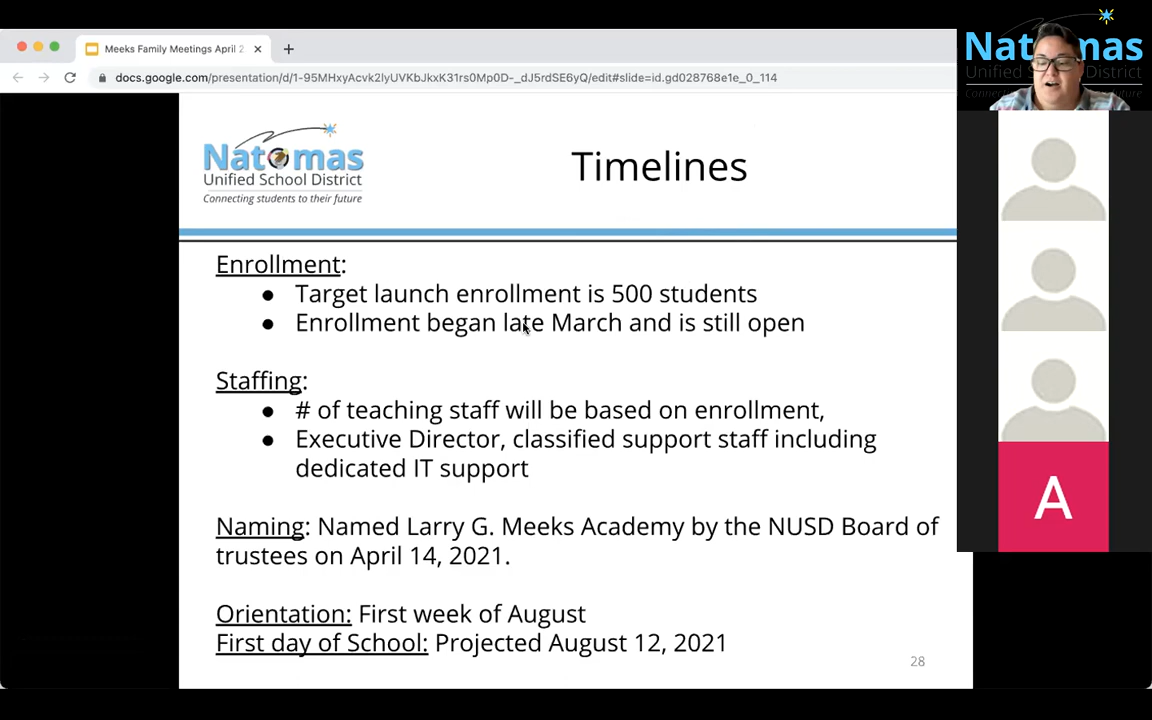 Meeks Family Meetings April 2
docs.google.com/presentation/d/1-95MHxyAcvk2lyUVKbJkxK31rs0Mp0D-_dJ5rdSE6yQ/edit#slide=id.gd028768e1e_0_114
Natomas
Unified School District
Connecting students to their future
Timelines
Enrollment:
● Target launch enrollment is 500 students
● Enrollment began late March and is still open
Staffing:
● # of teaching staff will be based on enrollment,
● Executive Director, classified support staff including
dedicated IT support
Naming: Named Larry G. Meeks Academy by the NUSD Board of
trustees on April 14, 2021.
Orientation: First week of August
First day of School: Projected August 12, 2021
28
Natomas
Unified School District
A